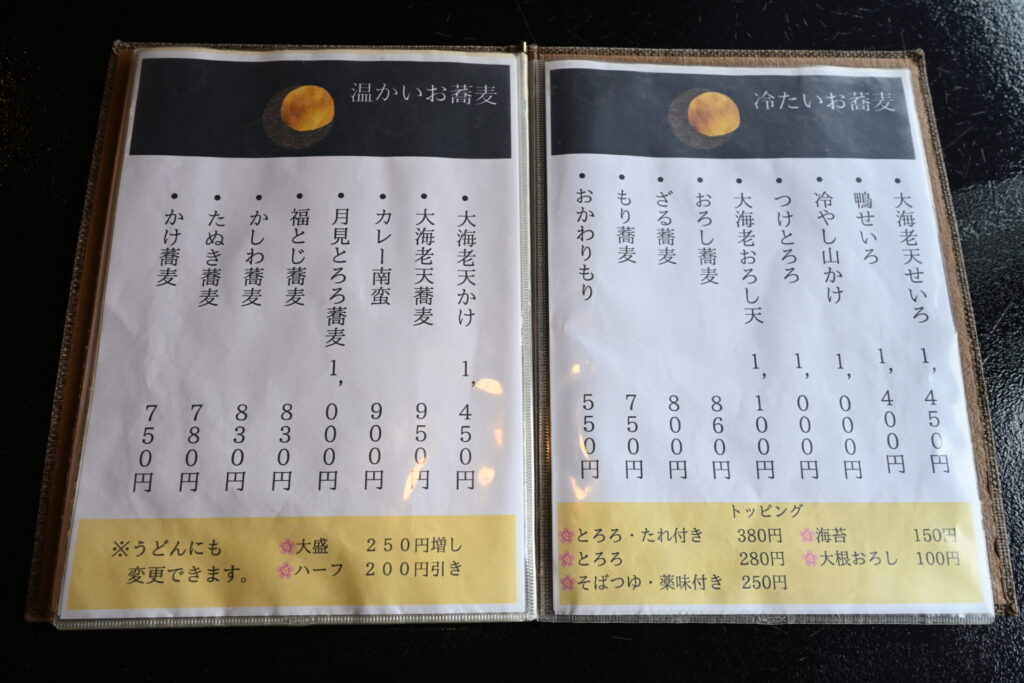 温かいお蕎麦
• 大海老天かけ 1,450円
• 大海老天蕎麦 950円
• カレー南蛮 900円
• 月見とろろ蕎麦 1,000円
• 福とじ蕎麦 830円
• かしわ蕎麦 830円
• たぬき蕎麦 780円
• かけ蕎麦 750円
※うどんにも
変更できます。
大盛 250円増し
ハーフ 200円引き
冷たいお蕎麦
• 大海老天せいろ 1,450円
• 鴨せいろ 1,400円
• 冷やし山かけ 1,000円
• つけとろろ 1,000円
• 大海老おろし天 1,100円
• おろし蕎麦 860円
• ざる蕎麦 800円
• もり蕎麦 750円
• おかわりもり 550円
トッピング
とろろ・たれ付き 380円
とろろ 280円
そばつゆ・薬味付き 250円
海苔 150円
大根おろし 100円